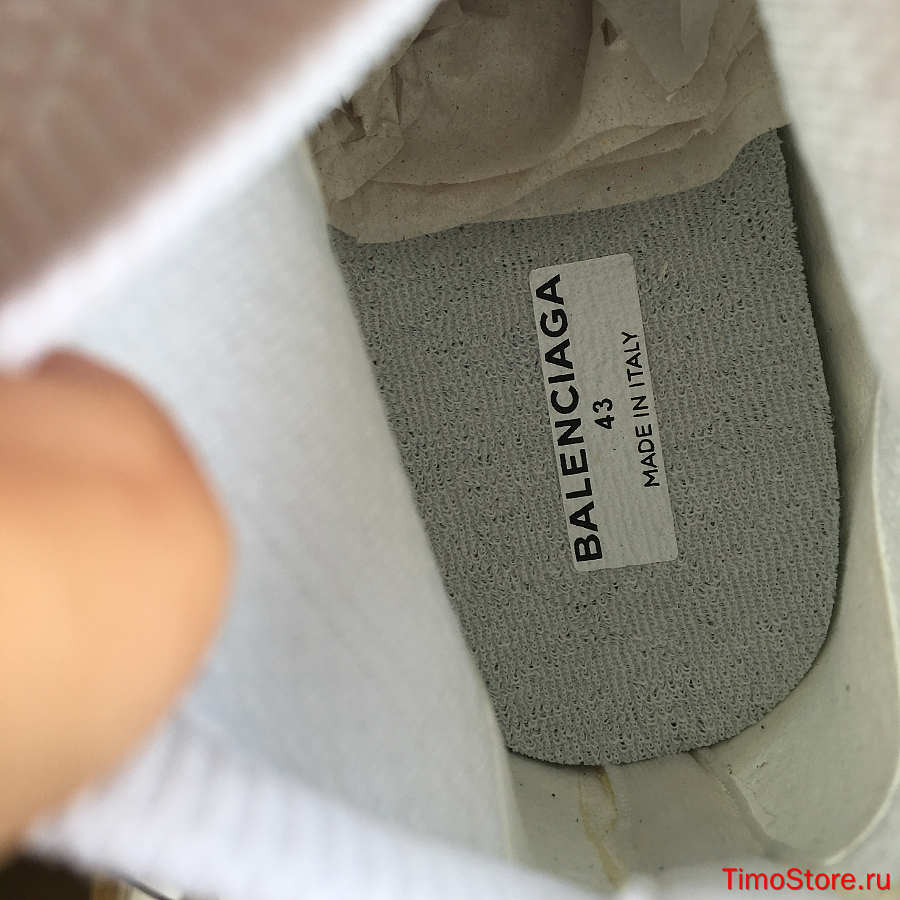 BALENCIAGA
43
MADE IN ITALY
TimoStore.ru